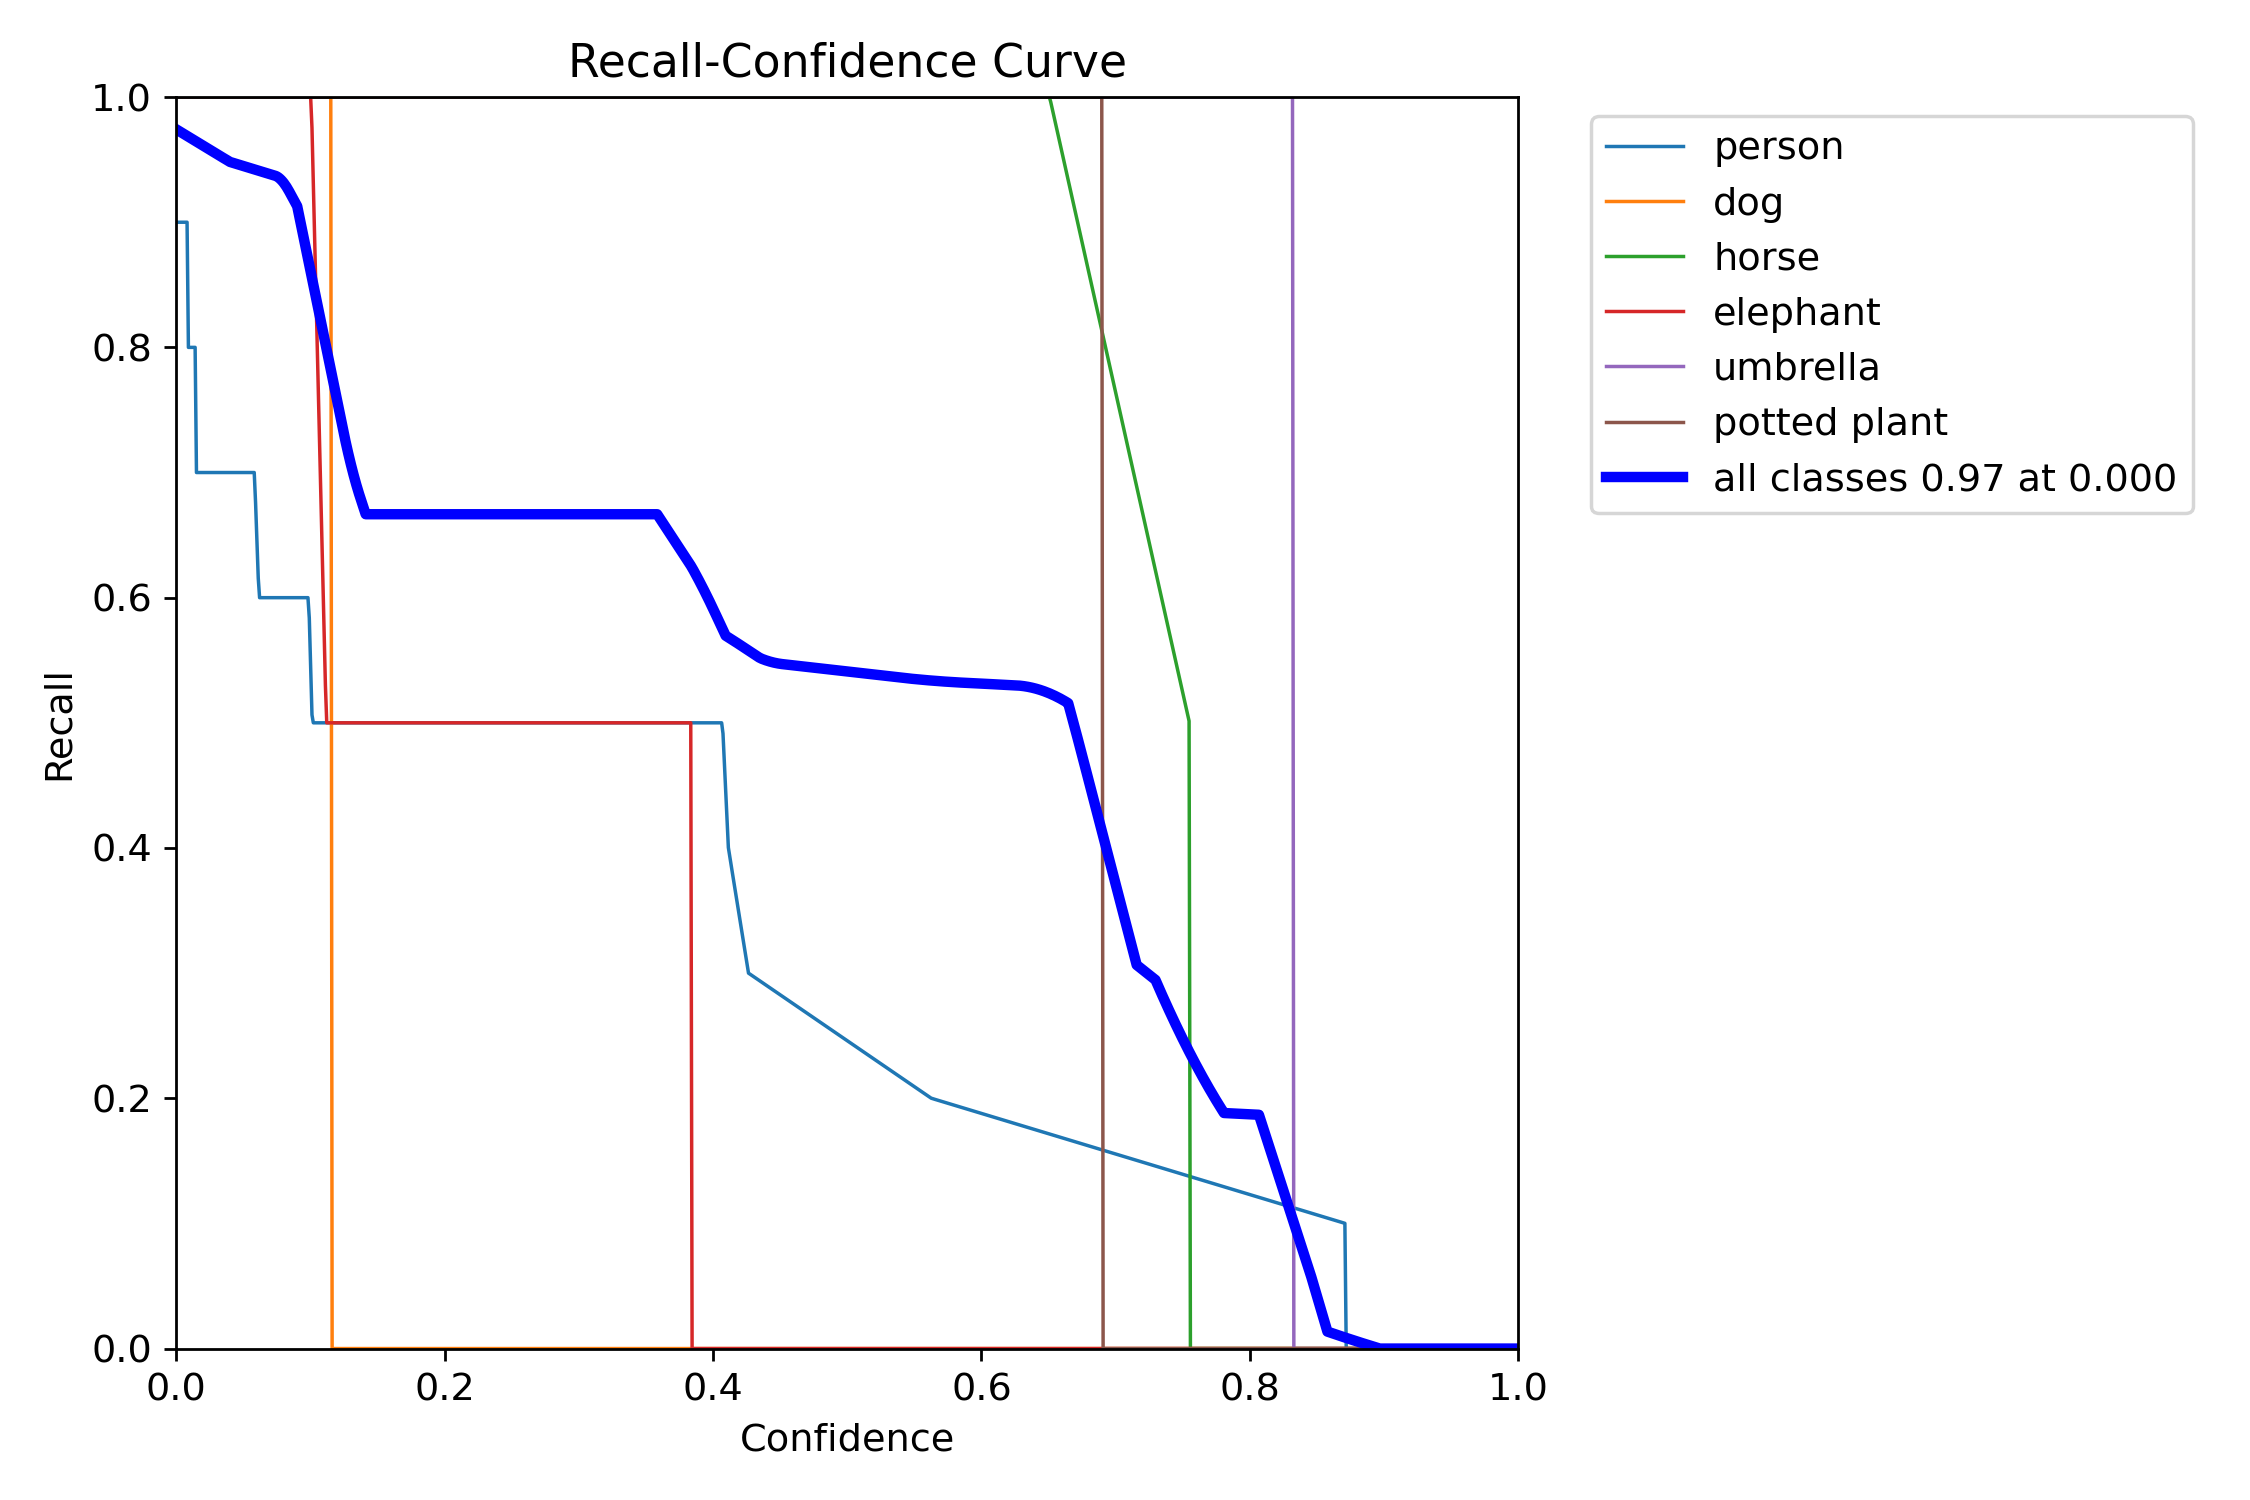 Recall-Confidence Curve
1.0
0.8
0.6
0.4
0.2
0.0
Recall
0.0 0.2 0.4 0.6 0.8 1.0
Confidence
person
dog
horse
elephant
umbrella
potted plant
all classes 0.97 at 0.000